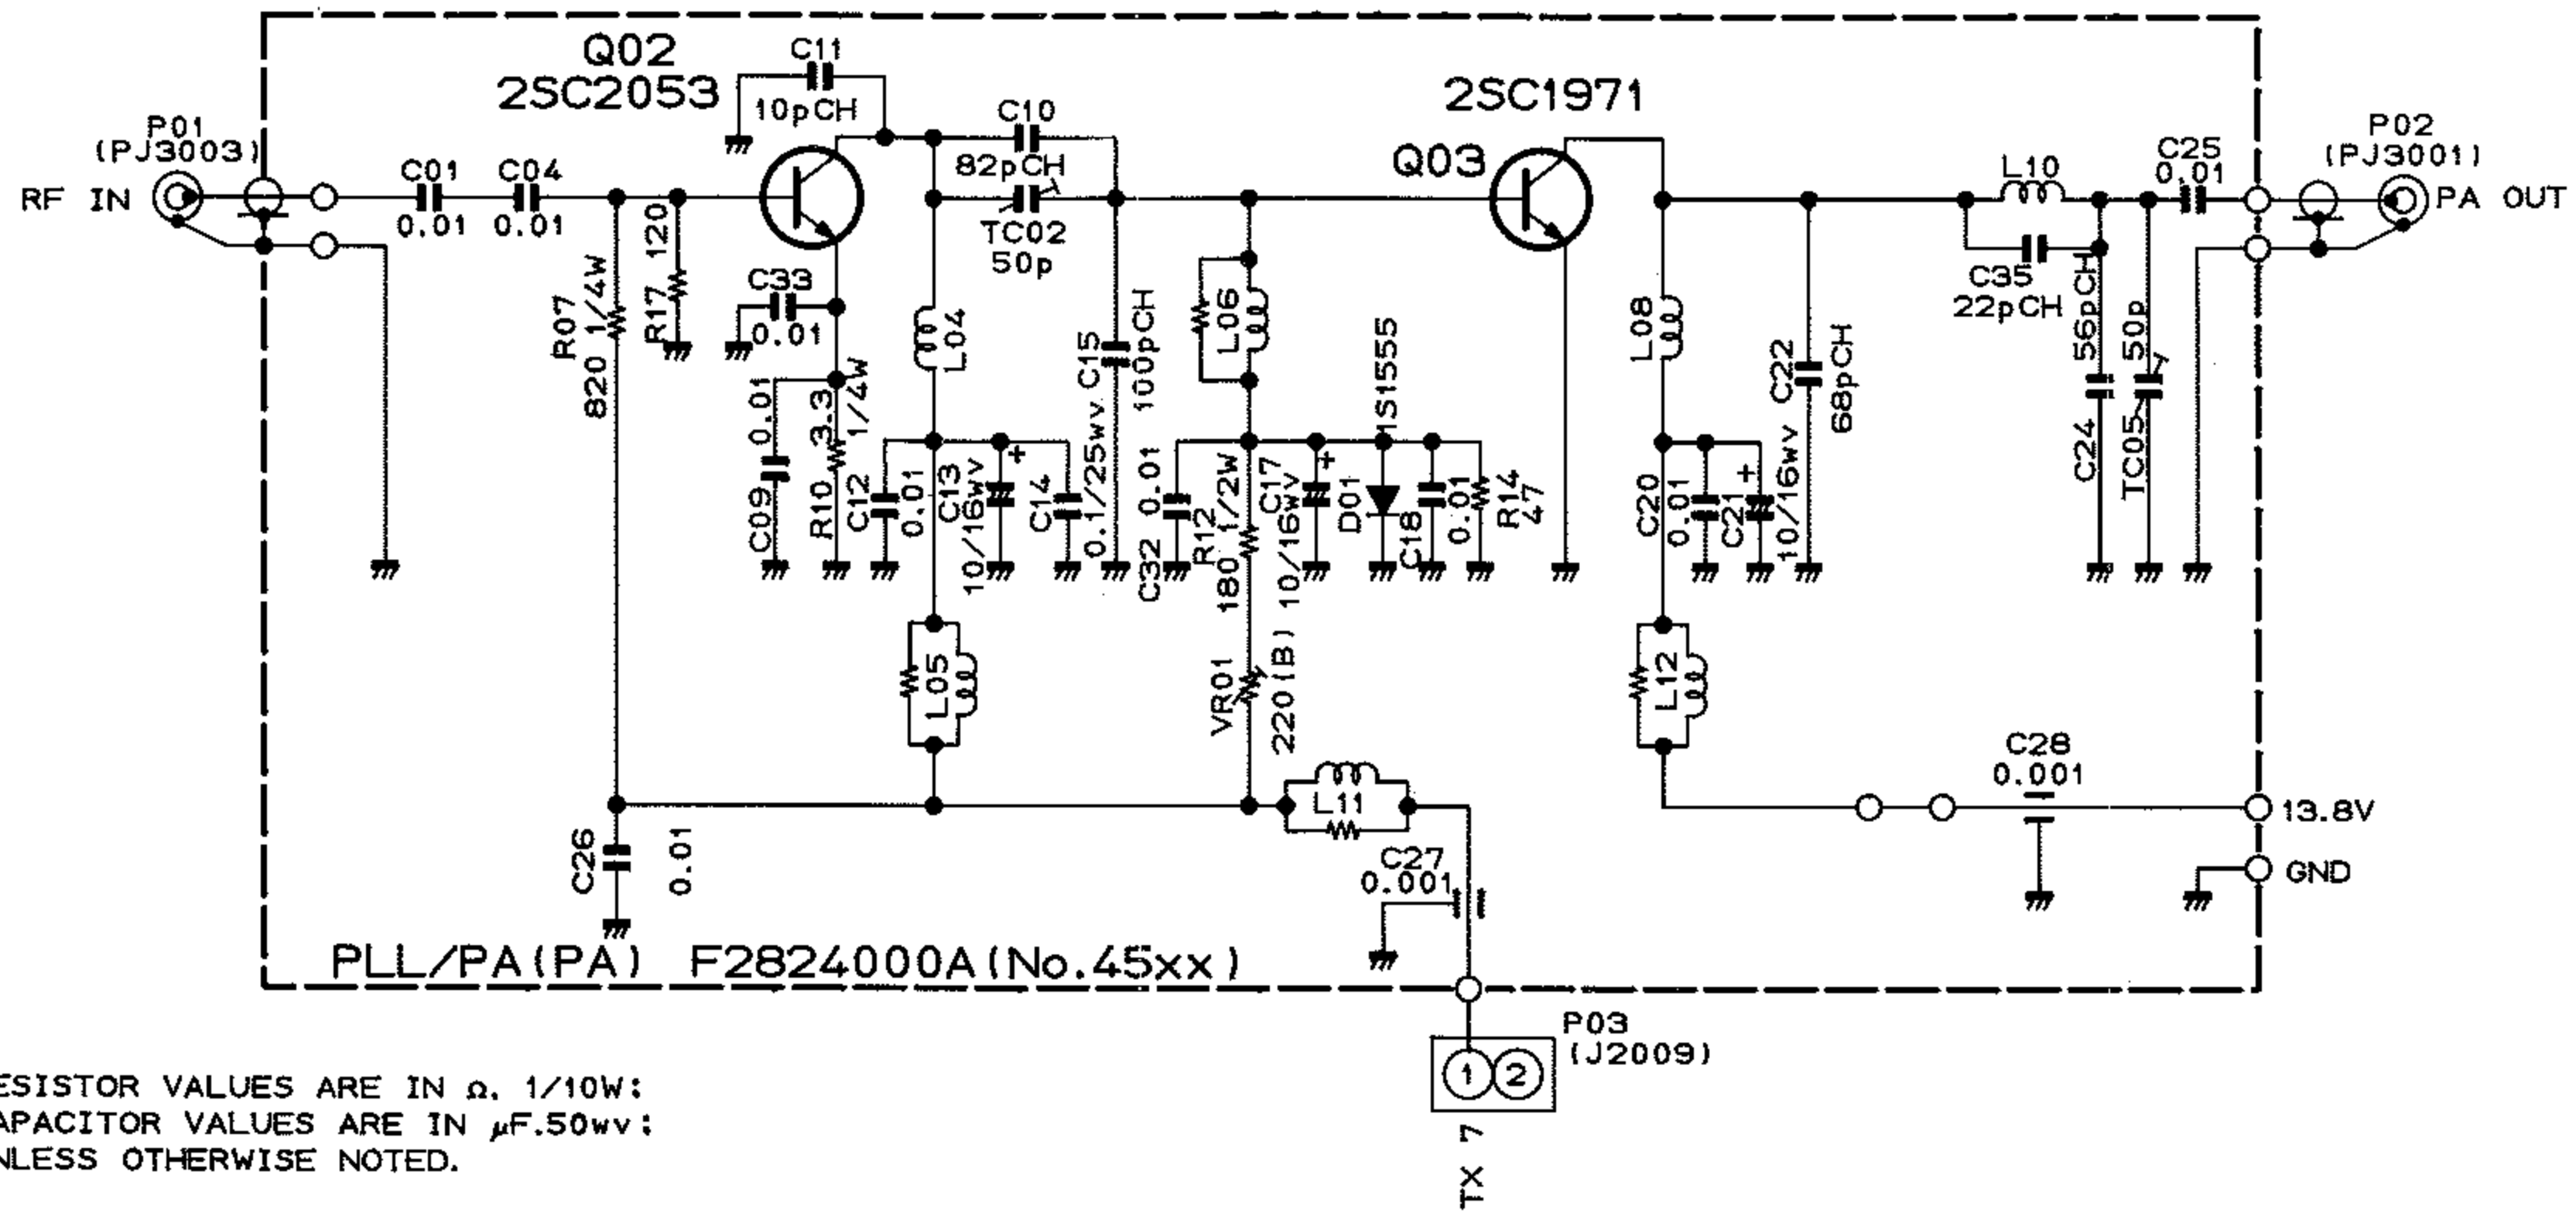 Q02
2SC2053
C11
10pCH
C10
82pCH
TC02
50p
2SC1971
Q03
P01
(PJ3003)
RF IN
C01
0.01
C04
0.01
R07
820 1/4W
R17 120
C33
0.01
C09 0.01
R10 3.3
1/4W
L04
C12
0.01
C13
10/16wv
C14
0.1/25wv
C15
100pCH
L06
C32 0.01
R12
180 1/2W
C17
10/16wv
D01
1S1555
C18
0.01
R14
47
L08
C20
0.01
C21
10/16wv
C22
68pCH
L10
C35
22pCH
C24 56pCH
TC05 50p
C25
0.01
P02
(PJ3001)
PA OUT
L05
VR01
220(B)
L12
L11
C26
0.01
C27
0.001
C28
0.001
13.8V
GND
PLL/PA(PA) F2824000A(No.45xx)
P03
(J2009)
1 2
TX 7
ESISTOR VALUES ARE IN Ω, 1/10W;
APACITOR VALUES ARE IN μF.50wv;
NLESS OTHERWISE NOTED.